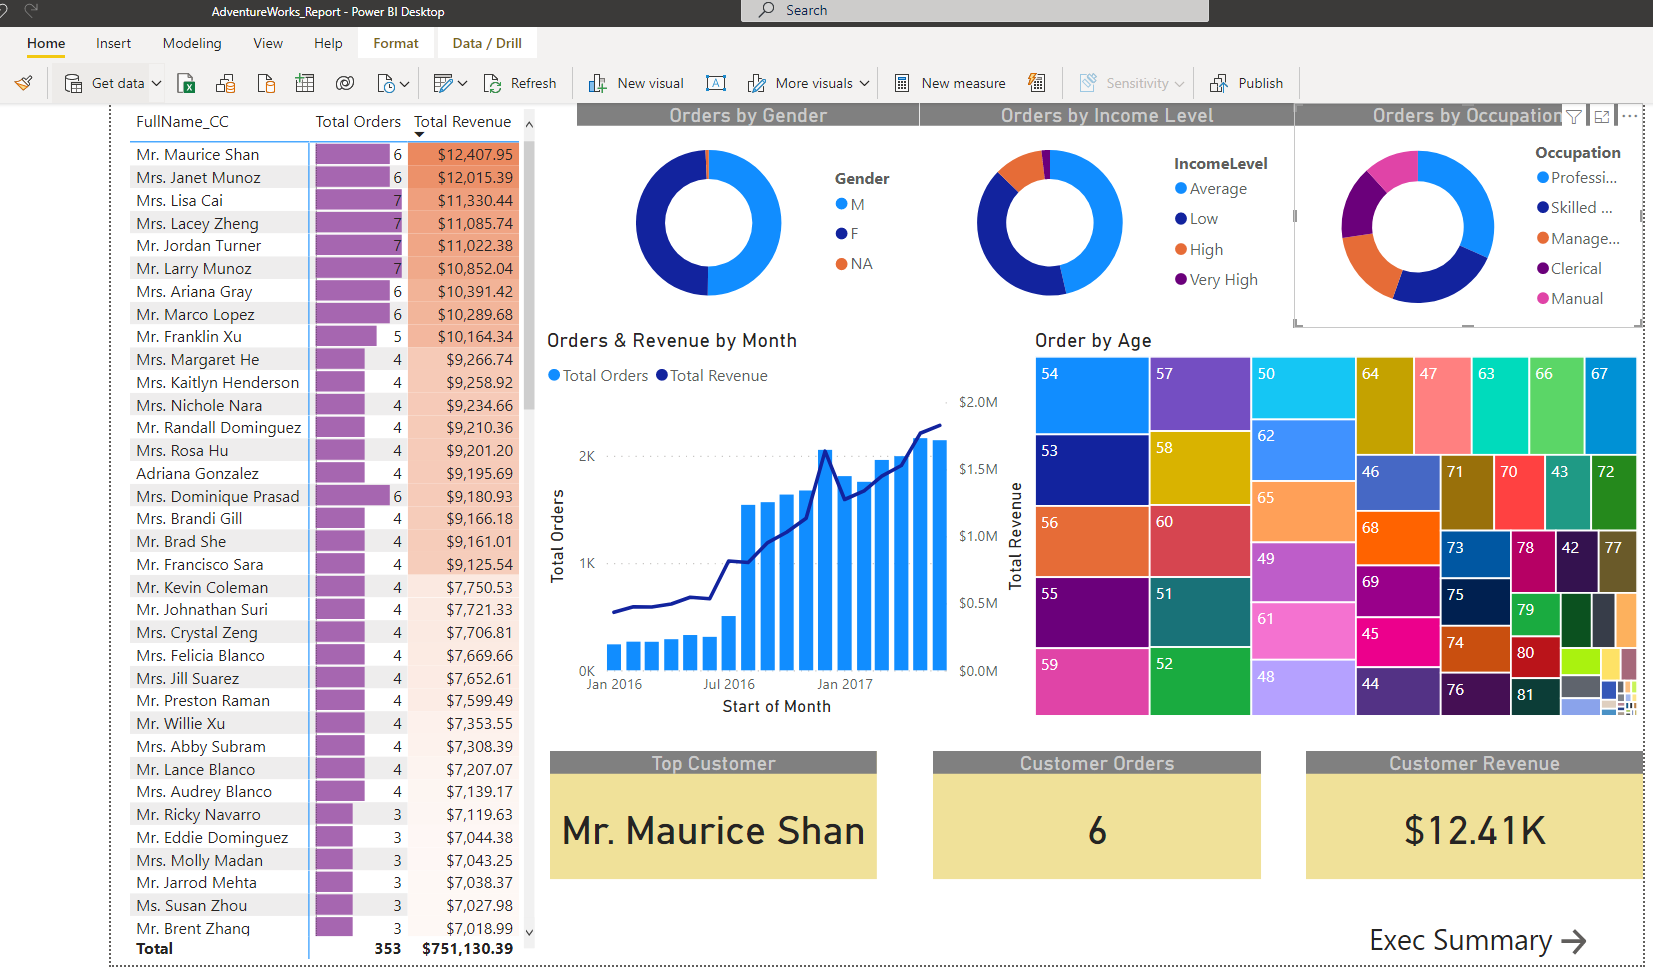 AdventureWorks_Report - Power BI Desktop
Search
Home Insert Modeling View Help Format Data / Drill
Get data Refresh New visual More visuals New measure Sensitivity Publish
FullName_CC Total Orders Total Revenue
Mr. Maurice Shan 6 $12,407.95
Mrs. Janet Munoz 6 $12,015.39
Mrs. Lisa Cai 7 $11,330.44
Mrs. Lacey Zheng 7 $11,085.74
Mr. Jordan Turner 7 $11,022.38
Mr. Larry Munoz 7 $10,852.04
Mrs. Ariana Gray 6 $10,391.42
Mr. Marco Lopez 6 $10,289.68
Mr. Franklin Xu 5 $10,164.34
Mrs. Margaret He 4 $9,266.74
Mrs. Kaitlyn Henderson 4 $9,258.92
Mrs. Nichole Nara 4 $9,234.66
Mr. Randall Dominguez 4 $9,210.36
Mrs. Rosa Hu 4 $9,201.20
Adriana Gonzalez 4 $9,195.69
Mrs. Dominique Prasad 6 $9,180.93
Mrs. Brandi Gill 4 $9,166.18
Mr. Brad She 4 $9,161.01
Mr. Francisco Sara 4 $9,125.54
Mr. Kevin Coleman 4 $7,750.53
Mr. Johnathan Suri 4 $7,721.33
Mrs. Crystal Zeng 4 $7,706.81
Mrs. Felicia Blanco 4 $7,669.66
Mrs. Jill Suarez 4 $7,652.61
Mr. Preston Raman 4 $7,599.49
Mr. Willie Xu 4 $7,353.55
Mrs. Abby Subram 4 $7,308.39
Mr. Lance Blanco 4 $7,207.07
Mrs. Audrey Blanco 4 $7,139.17
Mr. Ricky Navarro 3 $7,119.63
Mr. Eddie Dominguez 3 $7,044.38
Mrs. Molly Madan 3 $7,043.25
Mr. Jarrod Mehta 3 $7,038.37
Ms. Susan Zhou 3 $7,027.98
Mr. Brent Zhang 3 $7,018.99
Total 353 $751,130.39
Orders by Gender
Gender
M
F
NA
Orders by Income Level
IncomeLevel
Average
Low
High
Very High
Orders by Occupation
Occupation
Professi...
Skilled ...
Manage...
Clerical
Manual
Orders & Revenue by Month
Total Orders Total Revenue
Total Orders
2K
1K
0K
$2.0M
$1.5M
$1.0M
$0.5M
$0.0M
Total Revenue
Jan 2016 Jul 2016 Jan 2017
Start of Month
Order by Age
54 57 50 64 47 63 66 67
53 58 62 46 71 70 43 72
56 60 65 68 73 78 42 77
55 51 49 69 75 79
59 52 61 45 74 80
48 44 76 81
Top Customer
Mr. Maurice Shan
Customer Orders
6
Customer Revenue
$12.41K
Exec Summary